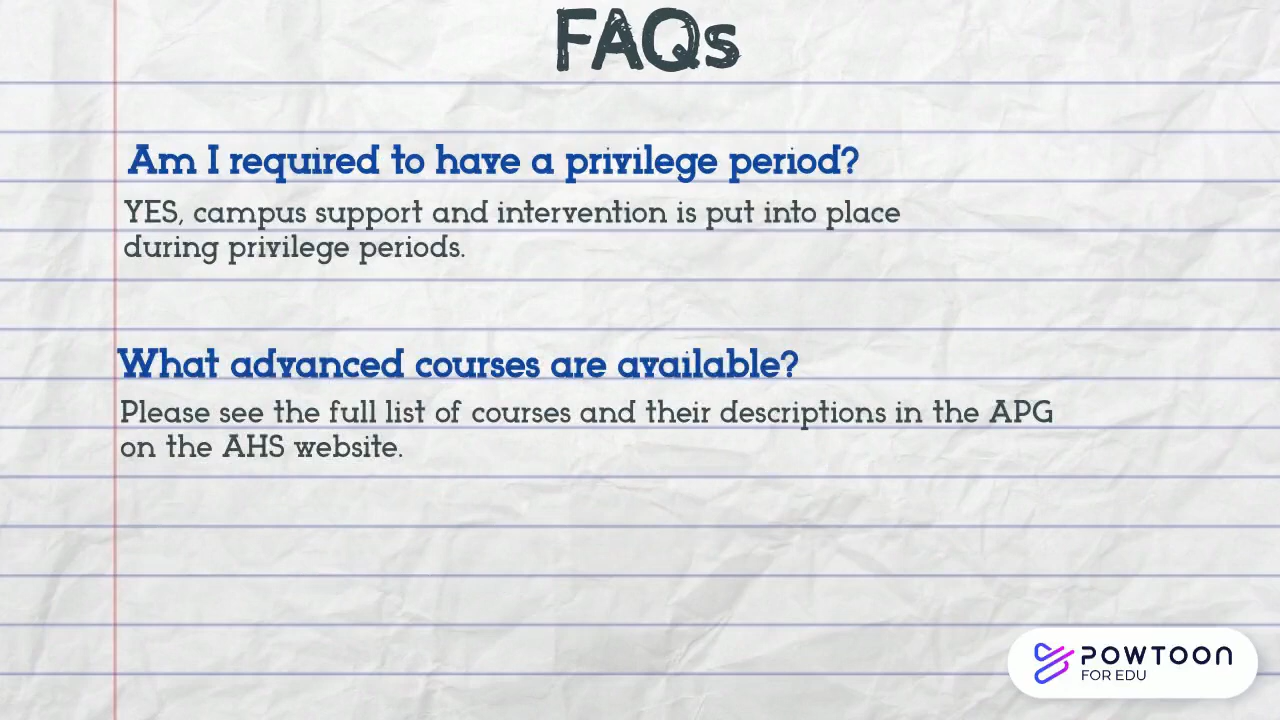 FAQs
Am I required to have a privilege period?
YES, campus support and intervention is put into place
during privilege periods.
What advanced courses are available?
Please see the full list of courses and their descriptions in the APG
on the AHS website.
POWTOON
FOR EDU